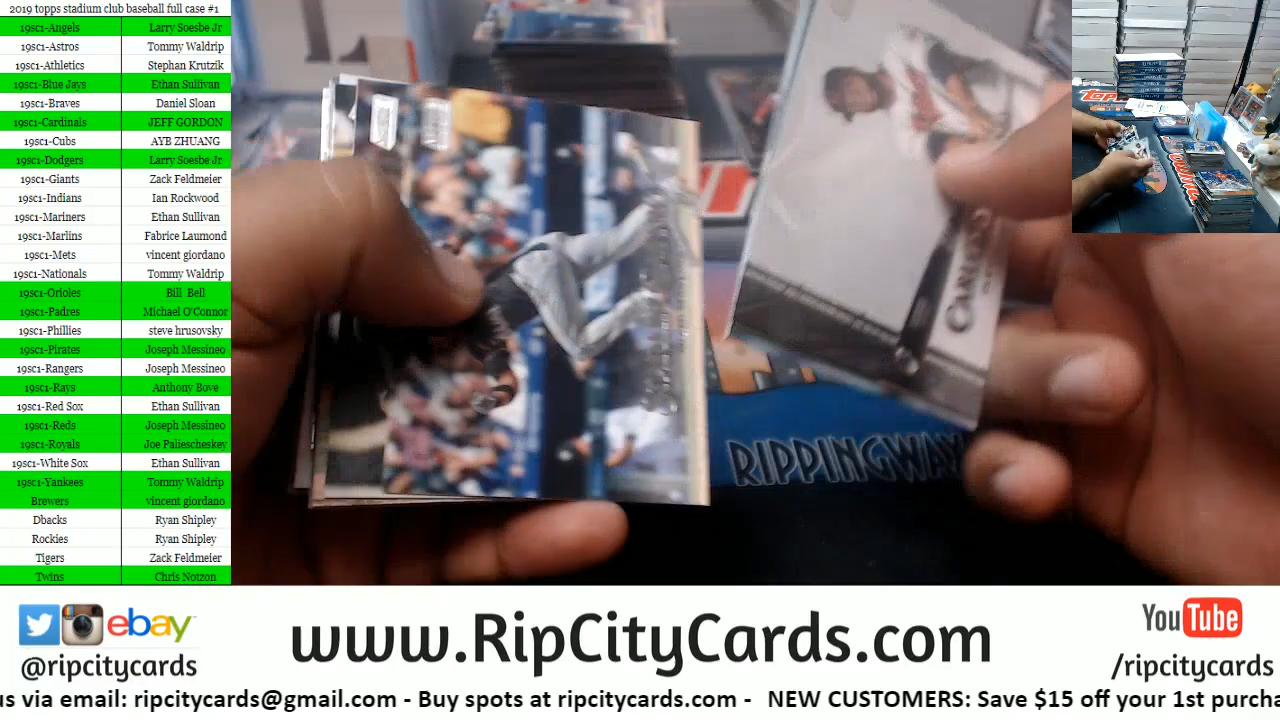 2019 topps stadium club baseball full case #1
19sc1-Angels Larry Soesbe Jr
19sc1-Astros Tommy Waldrip
19sc1-Athletics Stephan Krutzik
19sc1-Blue Jays Ethan Sullivan
19sc1-Braves Daniel Sloan
19sc1-Cardinals JEFF GORDON
19sc1-Cubs AYB ZHUANG
19sc1-Dodgers Larry Soesbe Jr
19sc1-Giants Zack Feldmeier
19sc1-Indians Ian Rockwood
19sc1-Mariners Ethan Sullivan
19sc1-Marlins Fabrice Laumond
19sc1-Mets vincent giordano
19sc1-Nationals Tommy Waldrip
19sc1-Orioles Bill Bell
19sc1-Padres Michael O'Connor
19sc1-Phillies steve hrusovsky
19sc1-Pirates Joseph Messineo
19sc1-Rangers Joseph Messineo
19sc1-Rays Anthony Bove
19sc1-Red Sox Ethan Sullivan
19sc1-Reds Joseph Messineo
19sc1-Royals Joe Paliescheskey
19sc1-White Sox Ethan Sullivan
19sc1-Yankees Tommy Waldrip
Brewers vincent giordano
Dbacks Ryan Shipley
Rockies Ryan Shipley
Tigers Zack Feldmeier
Twins Chris Notzon
RIPPINGWAX
ebay
@ripcitycards
www.RipCityCards.com
YouTube
/ripcitycards
us via email: ripcitycards@gmail.com - Buy spots at ripcitycards.com - NEW CUSTOMERS: Save $15 off your 1st purcha